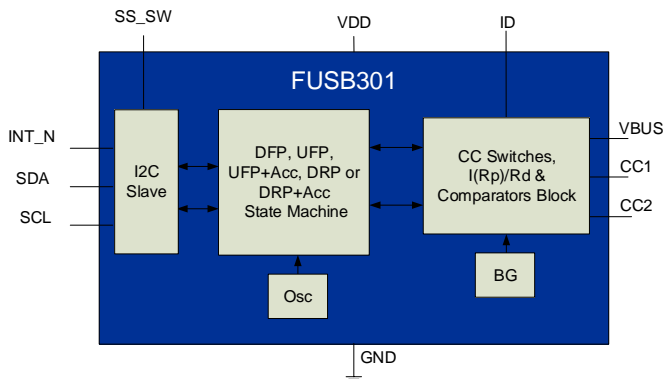 SS_SW
VDD
ID
FUSB301
INT_N
SDA
SCL
I2C
Slave
DFP, UFP,
UFP+Acc, DRP or
DRP+Acc
State Machine
CC Switches,
I(Rp)/Rd &
Comparators Block
VBUS
CC1
CC2
Osc
BG
GND